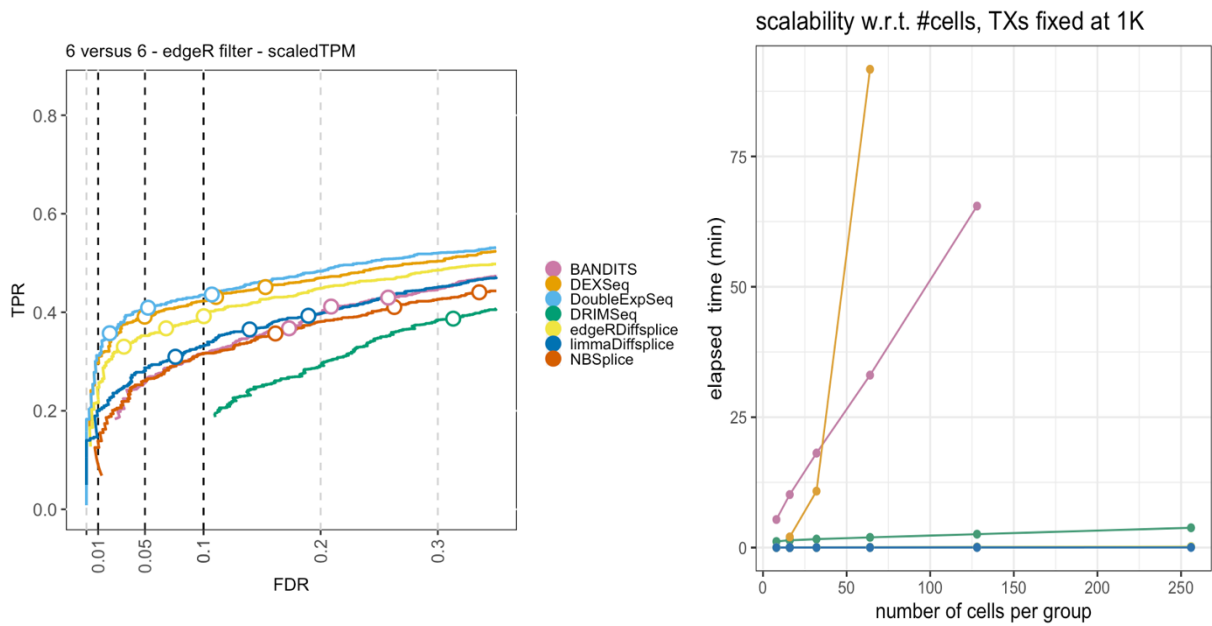 6 versus 6 - edgeR filter - scaledTPM
TPR
0.8
0.6
0.4
0.2
0.0
0.01
0.05
0.1
0.2
0.3
FDR
BANDITS
DEXSeq
DoubleExpSeq
DRIMSeq
edgeRDiffsplice
limmaDiffsplice
NBSplice
scalability w.r.t. #cells, TXs fixed at 1K
elapsed time (min)
75
50
25
0
0
50
100
150
200
250
number of cells per group